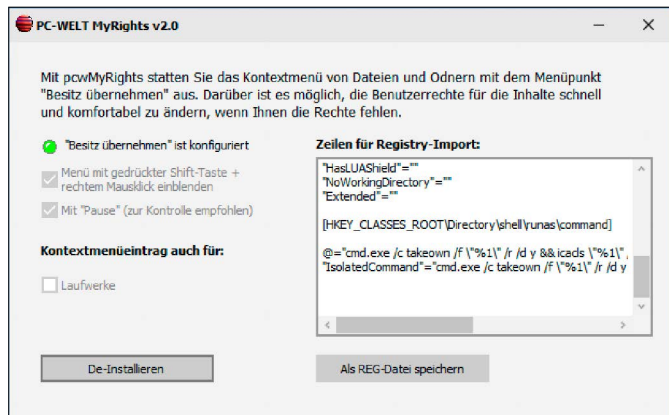 PC-WELT MyRights v2.0
Mit pcwMyRights statten Sie das Kontextmenü von Dateien und Odnern mit dem Menüpunkt
"Besitz übernehmen" aus. Darüber ist es möglich, die Benutzerrechte für die Inhalte schnell
und komfortabel zu ändern, wenn Ihnen die Rechte fehlen.
"Besitz übernehmen" ist konfiguriert
Menü mit gedrückter Shift-Taste +
rechtem Mausklick einblenden
Mit "Pause" (zur Kontrolle empfohlen)
Kontextmenüeintrag auch für:
Laufwerke
De-Installieren
Zeilen für Registry-Import:
"HasLUAShield"=""
"NoWorkingDirectory"=""
"Extended"=""
[HKEY_CLASSES_ROOT\Directory\shell\runas\command]
@="cmd.exe /c takeown /f \"%1\" /r /d y && icacls \"%1\" /
"IsolatedCommand"="cmd.exe /c takeown /f \"%1\" /r /d y
Als REG-Datei speichern